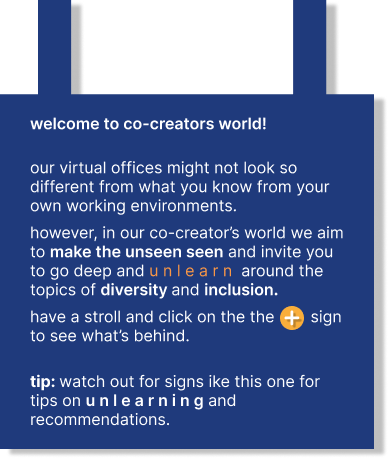 welcome to co-creators world!
our virtual offices might not look so
different from what you know from your
own working environments.
however, in our co-creator's world we aim
to make the unseen seen and invite you
to go deep and u n l e a r n around the
topics of diversity and inclusion.
have a stroll and click on the the + sign
to see what's behind.
tip: watch out for signs ike this one for
tips on u n l e a r n i n g and
recommendations.